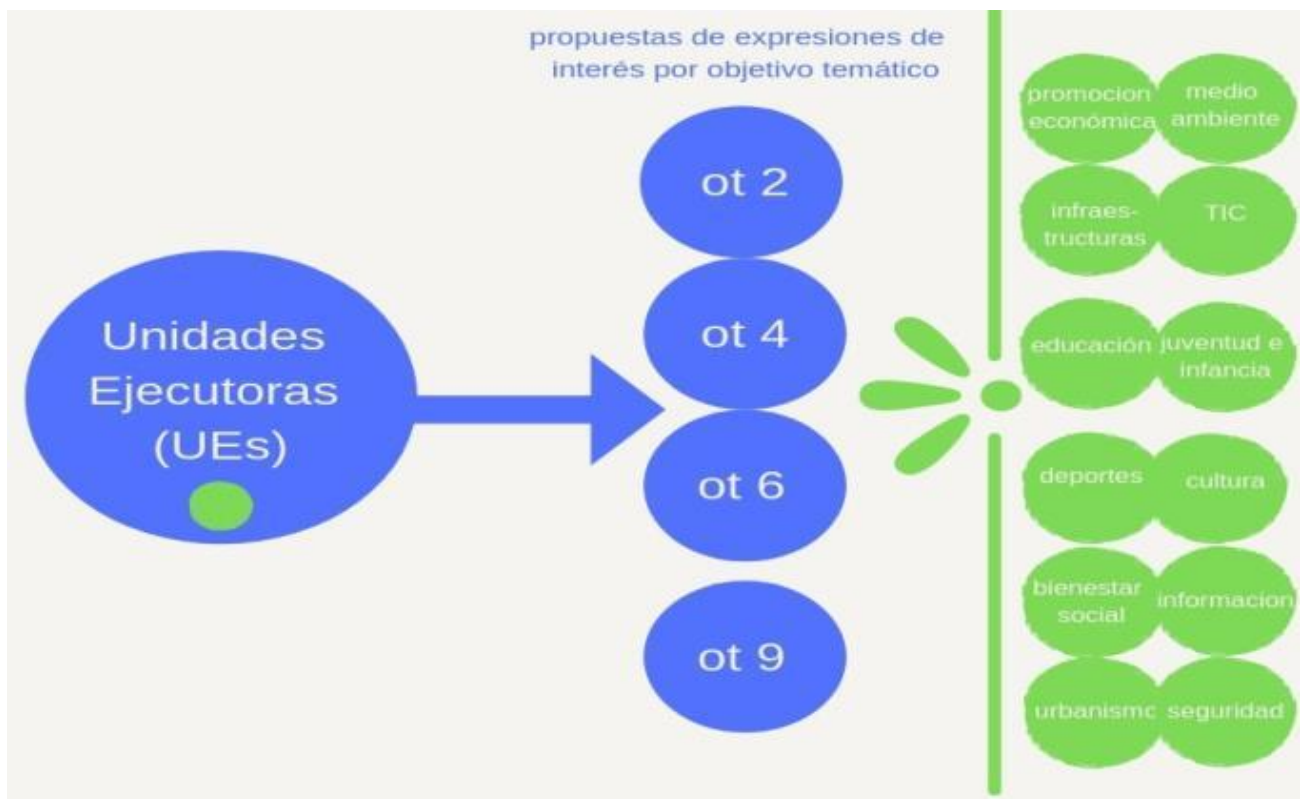 propuestas de expresiones de
interés por objetivo temático
Unidades
Ejecutoras
(UEs)
ot 2
ot 4
ot 6
ot 9
promocion
económica
medio
ambiente
infraes-
tructuras
TIC
educación
juventud e
infancia
deportes
cultura
bienestar
social
informacion
urbanismo
seguridad